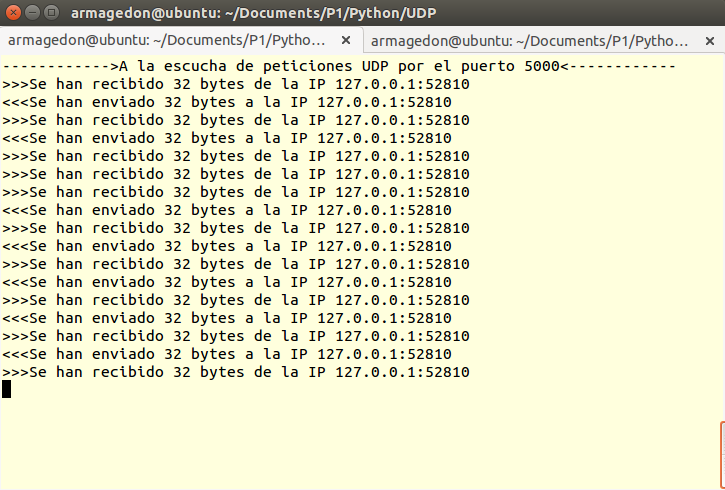 armagedon@ubuntu: ~/Documents/P1/Python/UDP
armagedon@ubuntu: ~/Documents/P1/Pytho... × armagedon@ubuntu: ~/Documents/P1/Pytho... ×
------------>A la escucha de peticiones UDP por el puerto 5000<------------
>>>Se han recibido 32 bytes de la IP 127.0.0.1:52810
<<<Se han enviado 32 bytes a la IP 127.0.0.1:52810
>>>Se han recibido 32 bytes de la IP 127.0.0.1:52810
<<<Se han enviado 32 bytes a la IP 127.0.0.1:52810
>>>Se han recibido 32 bytes de la IP 127.0.0.1:52810
>>>Se han recibido 32 bytes de la IP 127.0.0.1:52810
>>>Se han recibido 32 bytes de la IP 127.0.0.1:52810
<<<Se han enviado 32 bytes a la IP 127.0.0.1:52810
>>>Se han recibido 32 bytes de la IP 127.0.0.1:52810
<<<Se han enviado 32 bytes a la IP 127.0.0.1:52810
>>>Se han recibido 32 bytes de la IP 127.0.0.1:52810
<<<Se han enviado 32 bytes a la IP 127.0.0.1:52810
>>>Se han recibido 32 bytes de la IP 127.0.0.1:52810
<<<Se han enviado 32 bytes a la IP 127.0.0.1:52810
>>>Se han recibido 32 bytes de la IP 127.0.0.1:52810
<<<Se han enviado 32 bytes a la IP 127.0.0.1:52810
>>>Se han recibido 32 bytes de la IP 127.0.0.1:52810